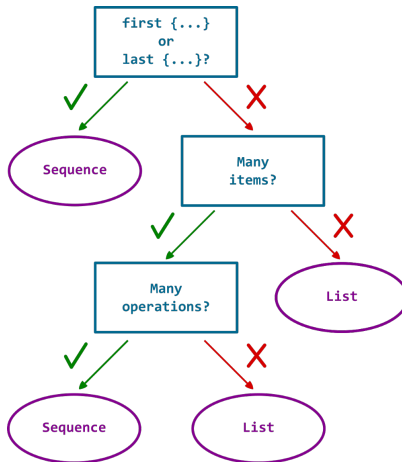 first {...}
or
last {...}?
Sequence
Many
items?
Many
operations?
List
Sequence
List